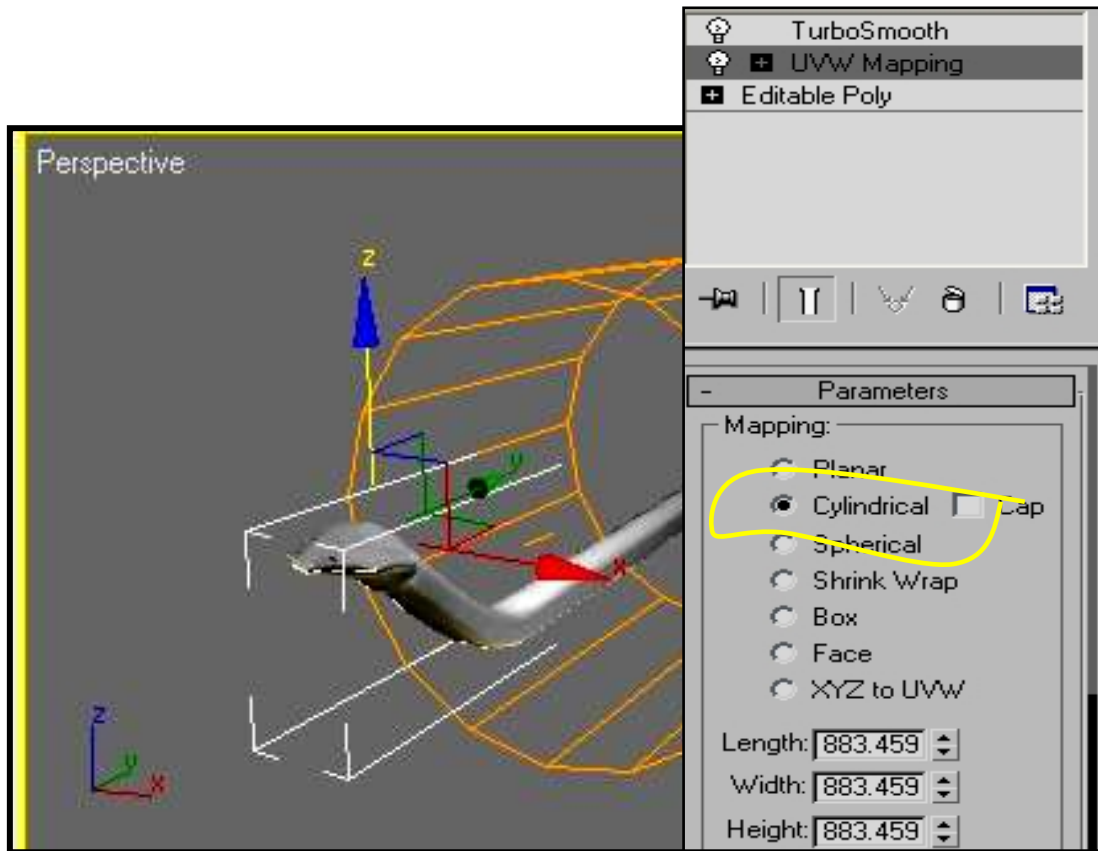 TurboSmooth
UVW Mapping
Editable Poly
Perspective
z
y
x
z
y
x
- Parameters
Mapping:
Planar
Cylindrical Cap
Spherical
Shrink Wrap
Box
Face
XYZ to UVW
Length: 883.459
Width: 883.459
Height: 883.459